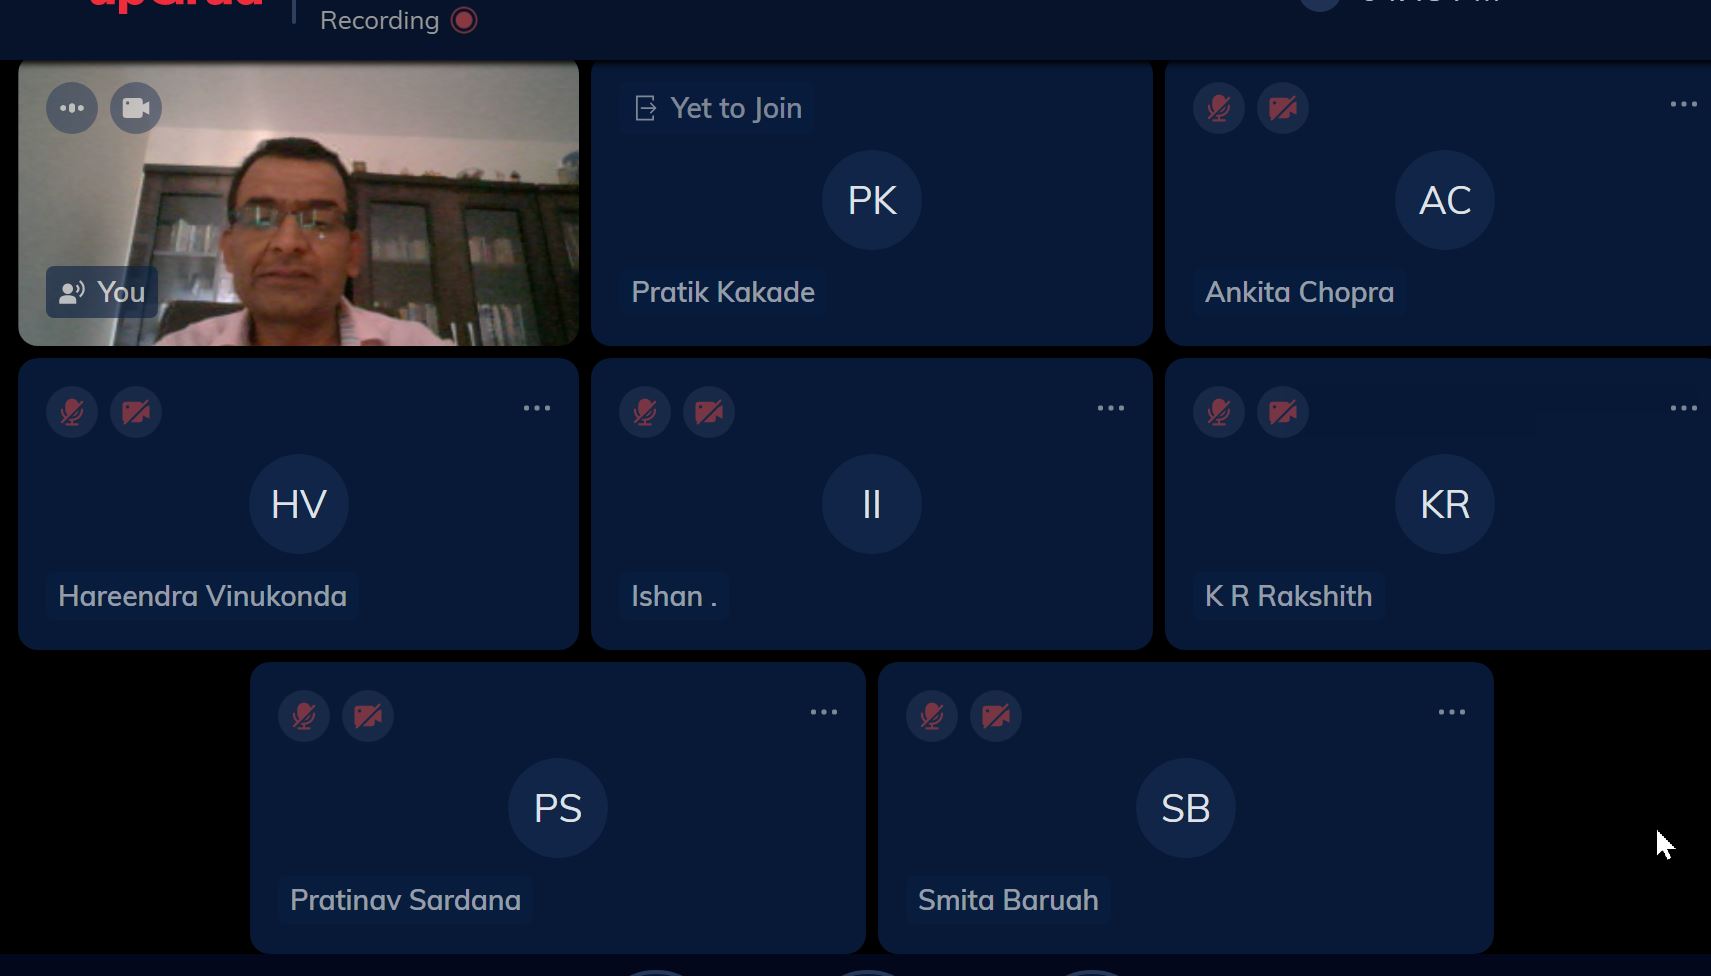 upGrad
Recording
Yet to Join
PK
AC
You
Pratik Kakade
Ankita Chopra
HV
II
KR
Hareendra Vinukonda
Ishan .
K R Rakshith
PS
SB
Pratinav Sardana
Smita Baruah